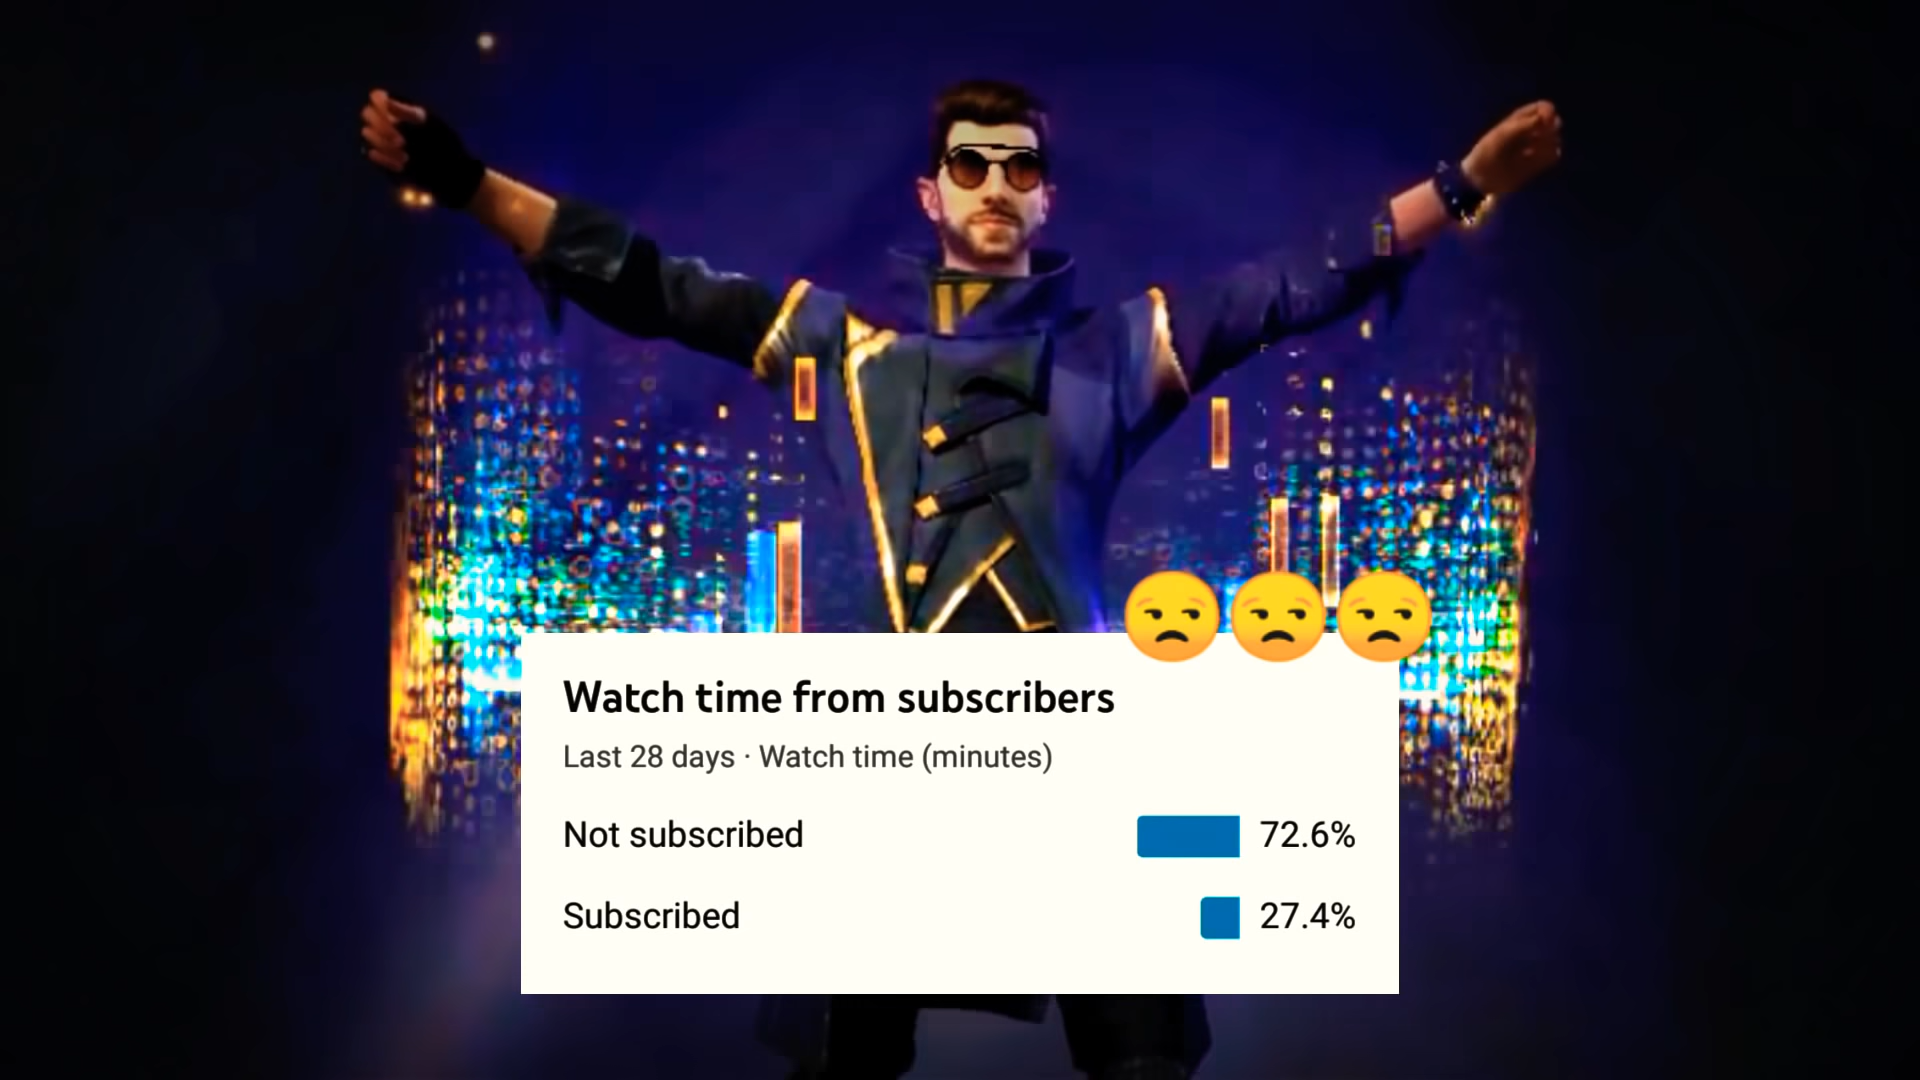 Watch time from subscribers
Last 28 days · Watch time (minutes)
Not subscribed 72.6%
Subscribed 27.4%